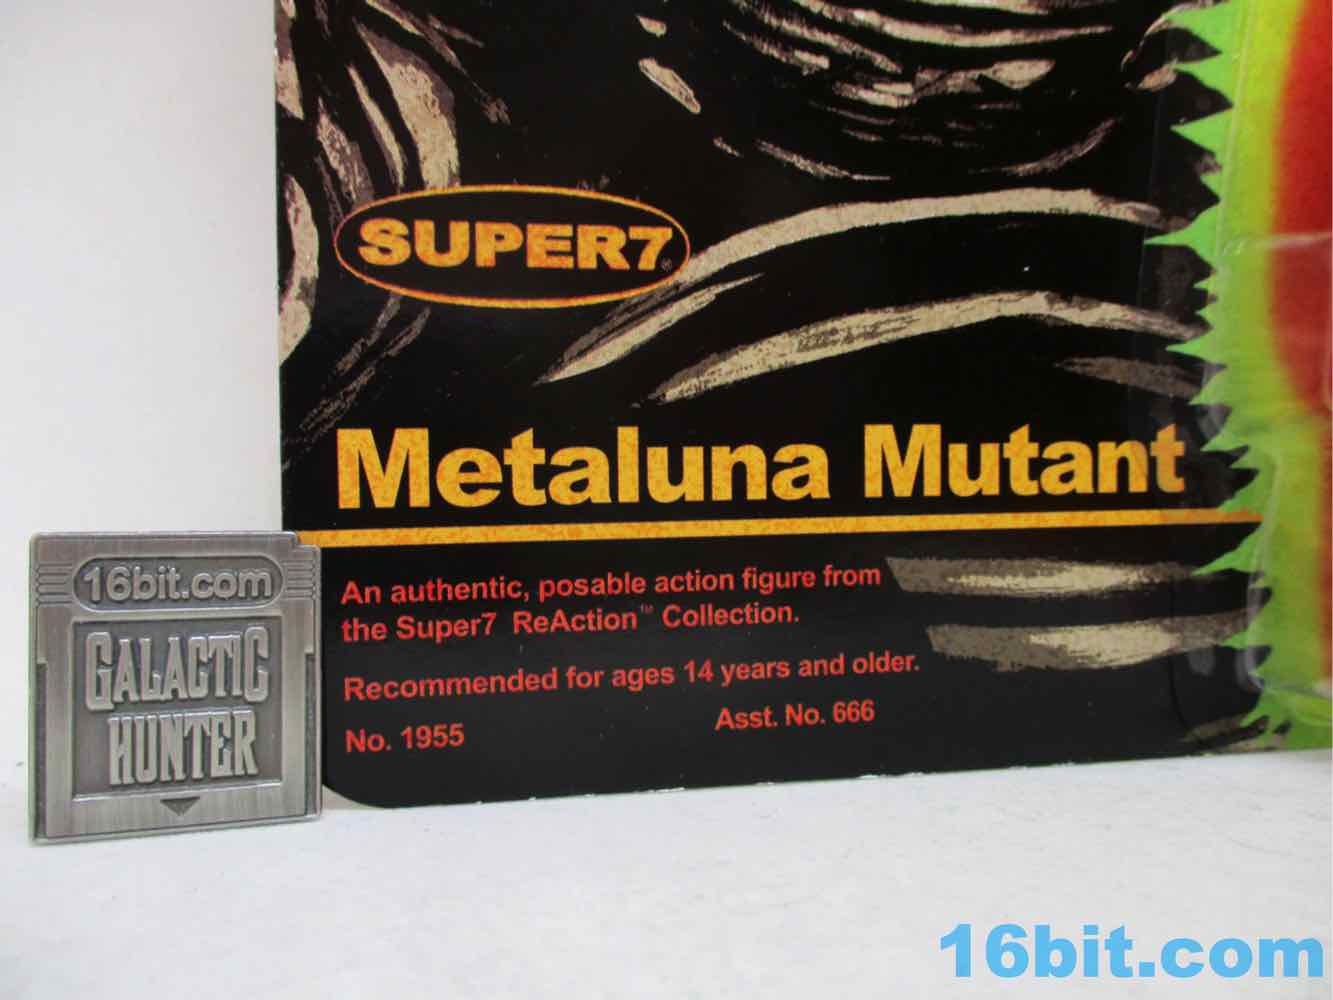 SUPER7®
Metaluna Mutant
An authentic, posable action figure from
the Super7 ReAction™ Collection.
Recommended for ages 14 years and older.
No. 1955
Asst. No. 666
16bit.com
GALACTIC
HUNTER
16bit.com